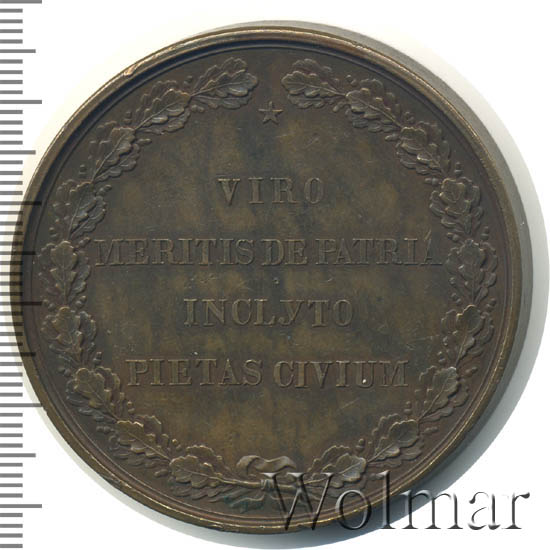 VIRO
MERITIS DE PATRIA
INCLYTO
PIETAS CIVIUM
Wolmar